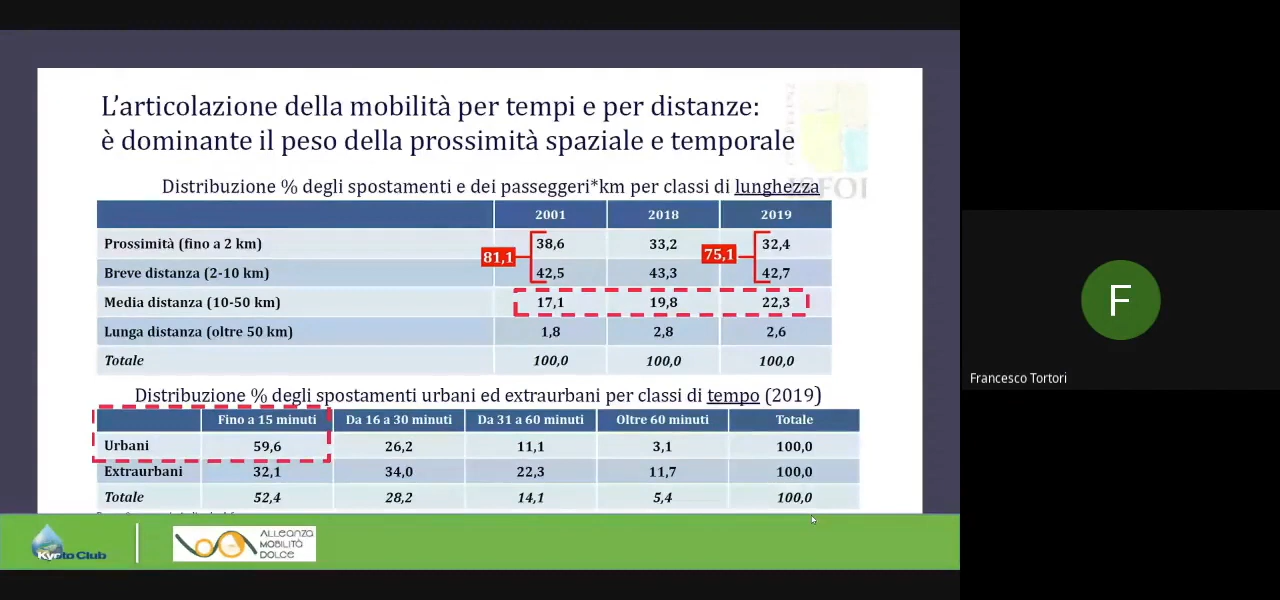 L'articolazione della mobilità per tempi e per distanze:
è dominante il peso della prossimità spaziale e temporale
ISFOL
Distribuzione % degli spostamenti e dei passeggeri*km per classi di lunghezza
2001 2018 2019
Prossimità (fino a 2 km) 38,6 33,2 32,4
81,1 75,1
Breve distanza (2-10 km) 42,5 43,3 42,7
Media distanza (10-50 km) 17,1 19,8 22,3
Lunga distanza (oltre 50 km) 1,8 2,8 2,6
Totale 100,0 100,0 100,0
Distribuzione % degli spostamenti urbani ed extraurbani per classi di tempo (2019)
Fino a 15 minuti Da 16 a 30 minuti Da 31 a 60 minuti Oltre 60 minuti Totale
Urbani 59,6 26,2 11,1 3,1 100,0
Extraurbani 32,1 34,0 22,3 11,7 100,0
Totale 52,4 28,2 14,1 5,4 100,0
Kyoto Club
ALLEANZA
MOBILITÀ
DOLCE
F
Francesco Tortori